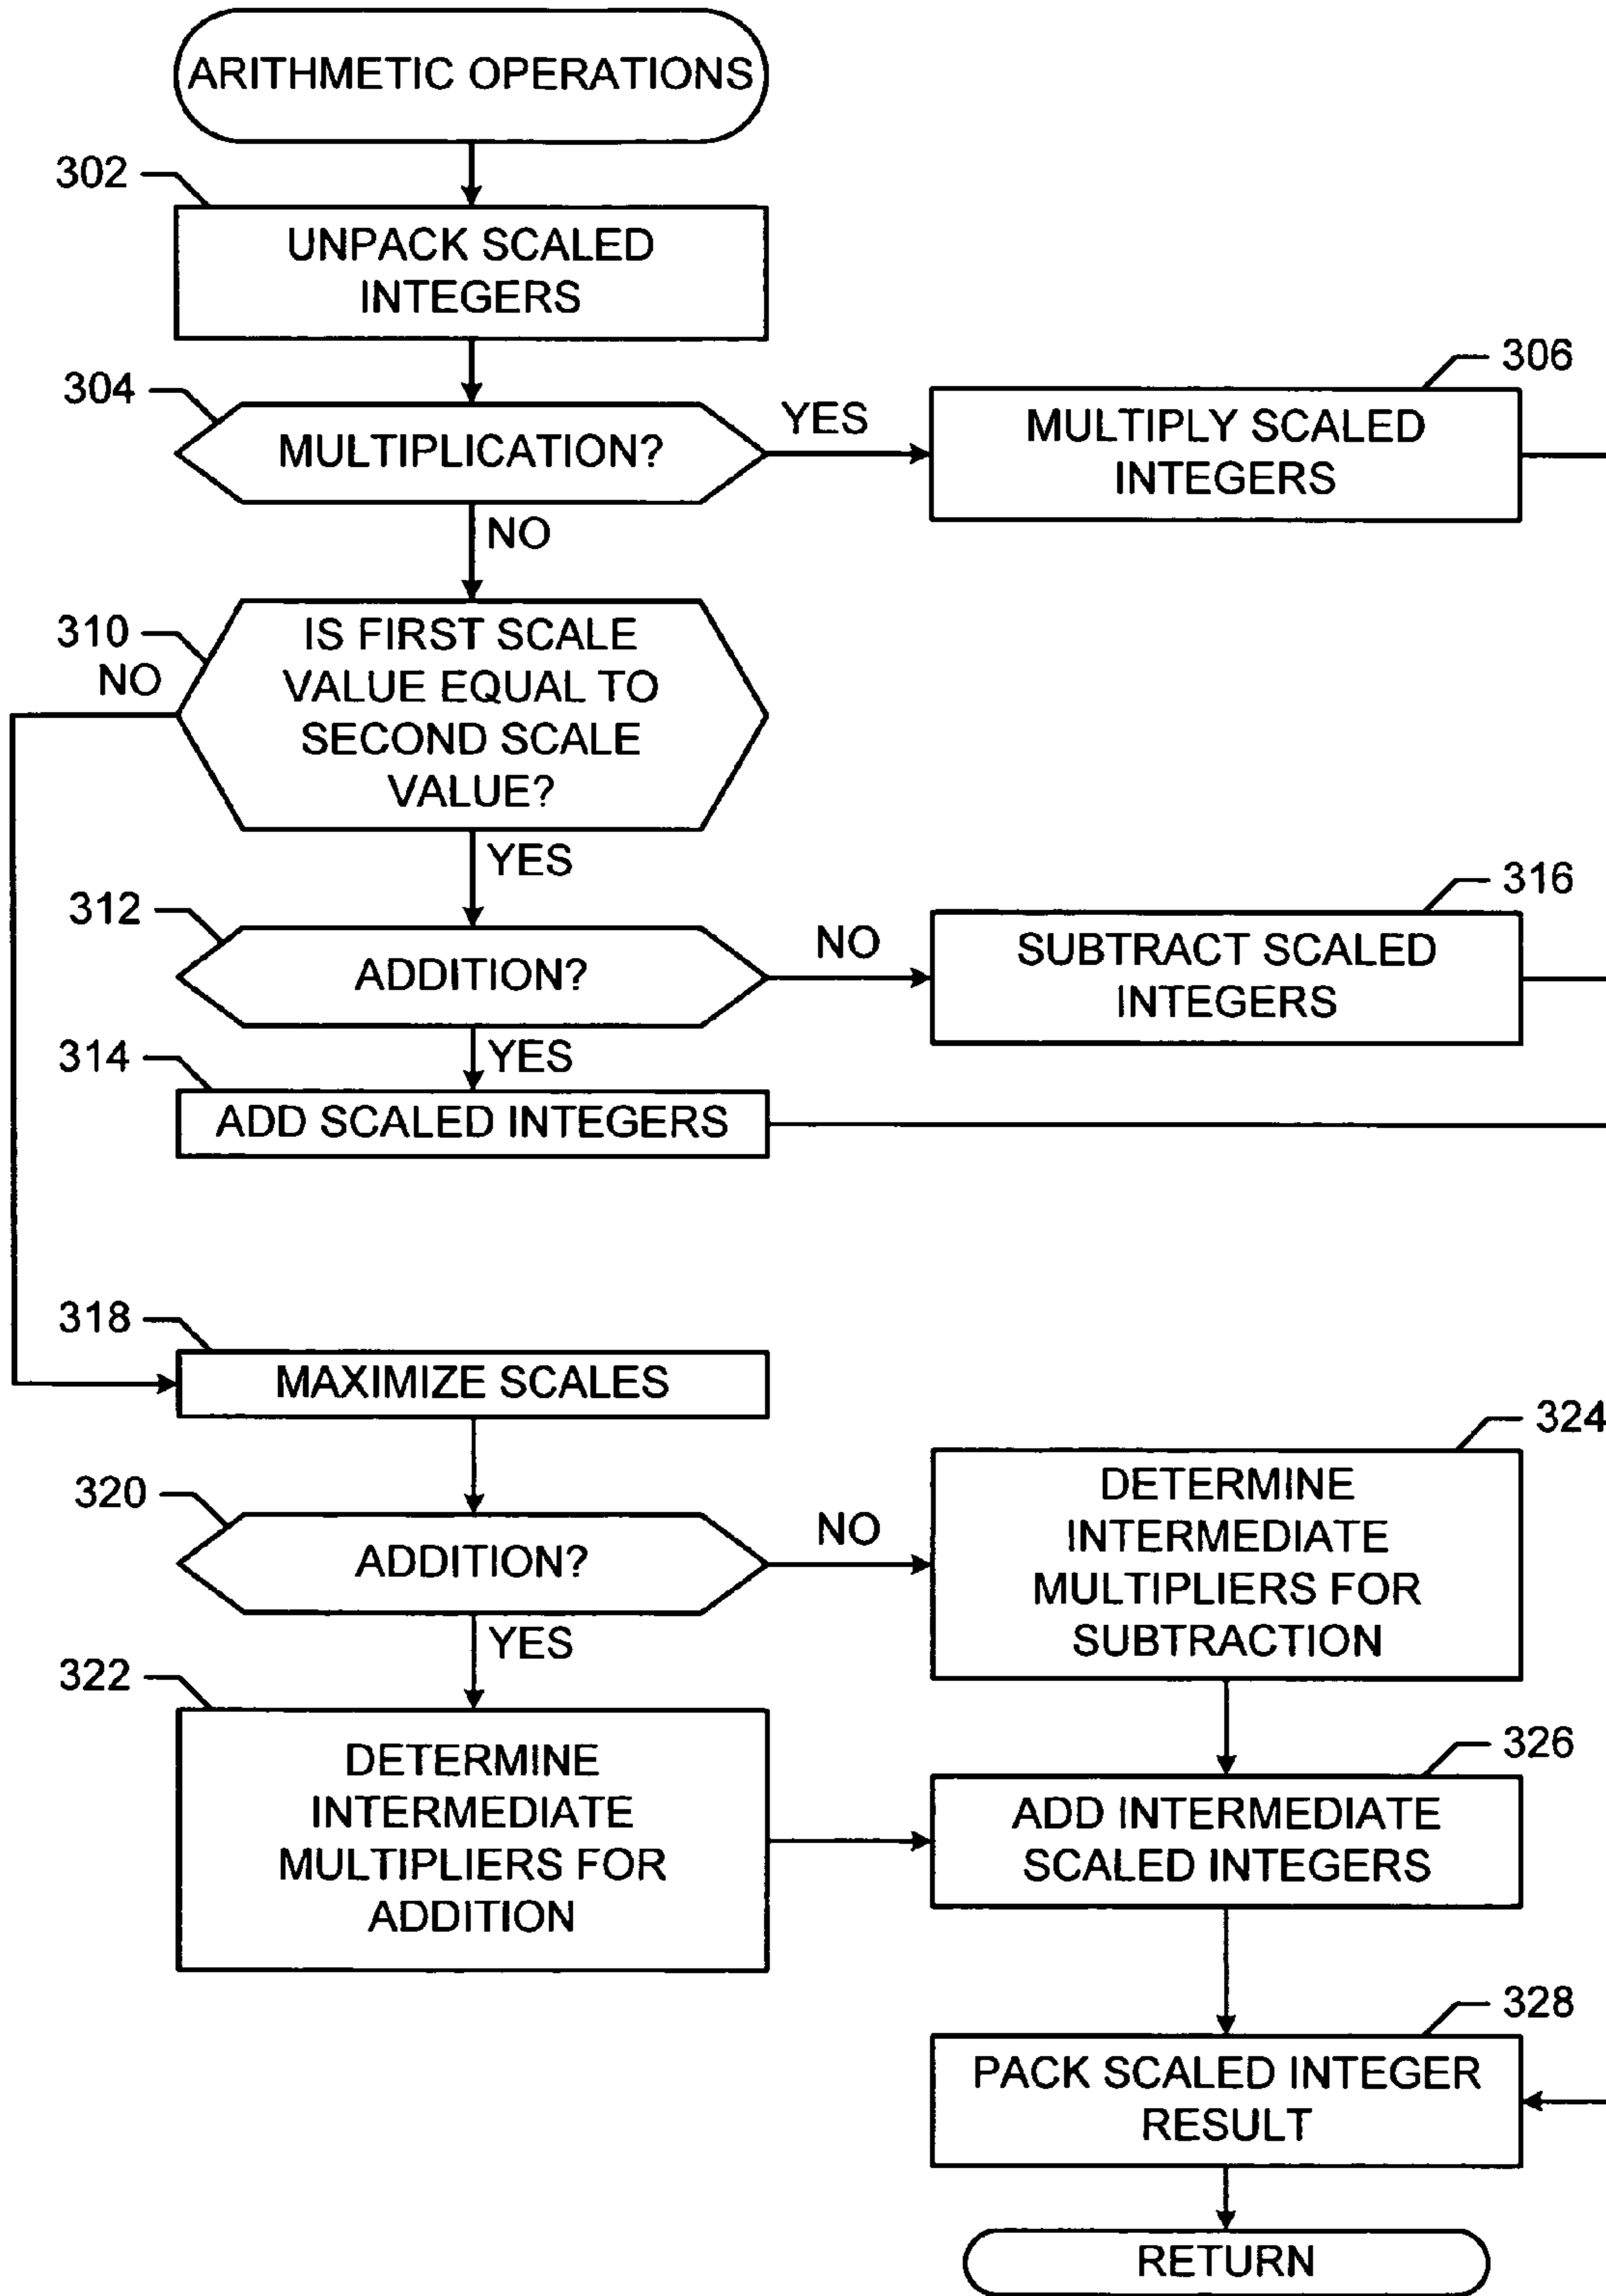 ARITHMETIC OPERATIONS
302
UNPACK SCALED
INTEGERS
304
MULTIPLICATION?
YES
306
MULTIPLY SCALED
INTEGERS
NO
310
NO
IS FIRST SCALE
VALUE EQUAL TO
SECOND SCALE
VALUE?
YES
312
ADDITION?
NO
316
SUBTRACT SCALED
INTEGERS
YES
314
ADD SCALED INTEGERS
318
MAXIMIZE SCALES
320
ADDITION?
NO
324
DETERMINE
INTERMEDIATE
MULTIPLIERS FOR
SUBTRACTION
YES
322
DETERMINE
INTERMEDIATE
MULTIPLIERS FOR
ADDITION
326
ADD INTERMEDIATE
SCALED INTEGERS
328
PACK SCALED INTEGER
RESULT
RETURN